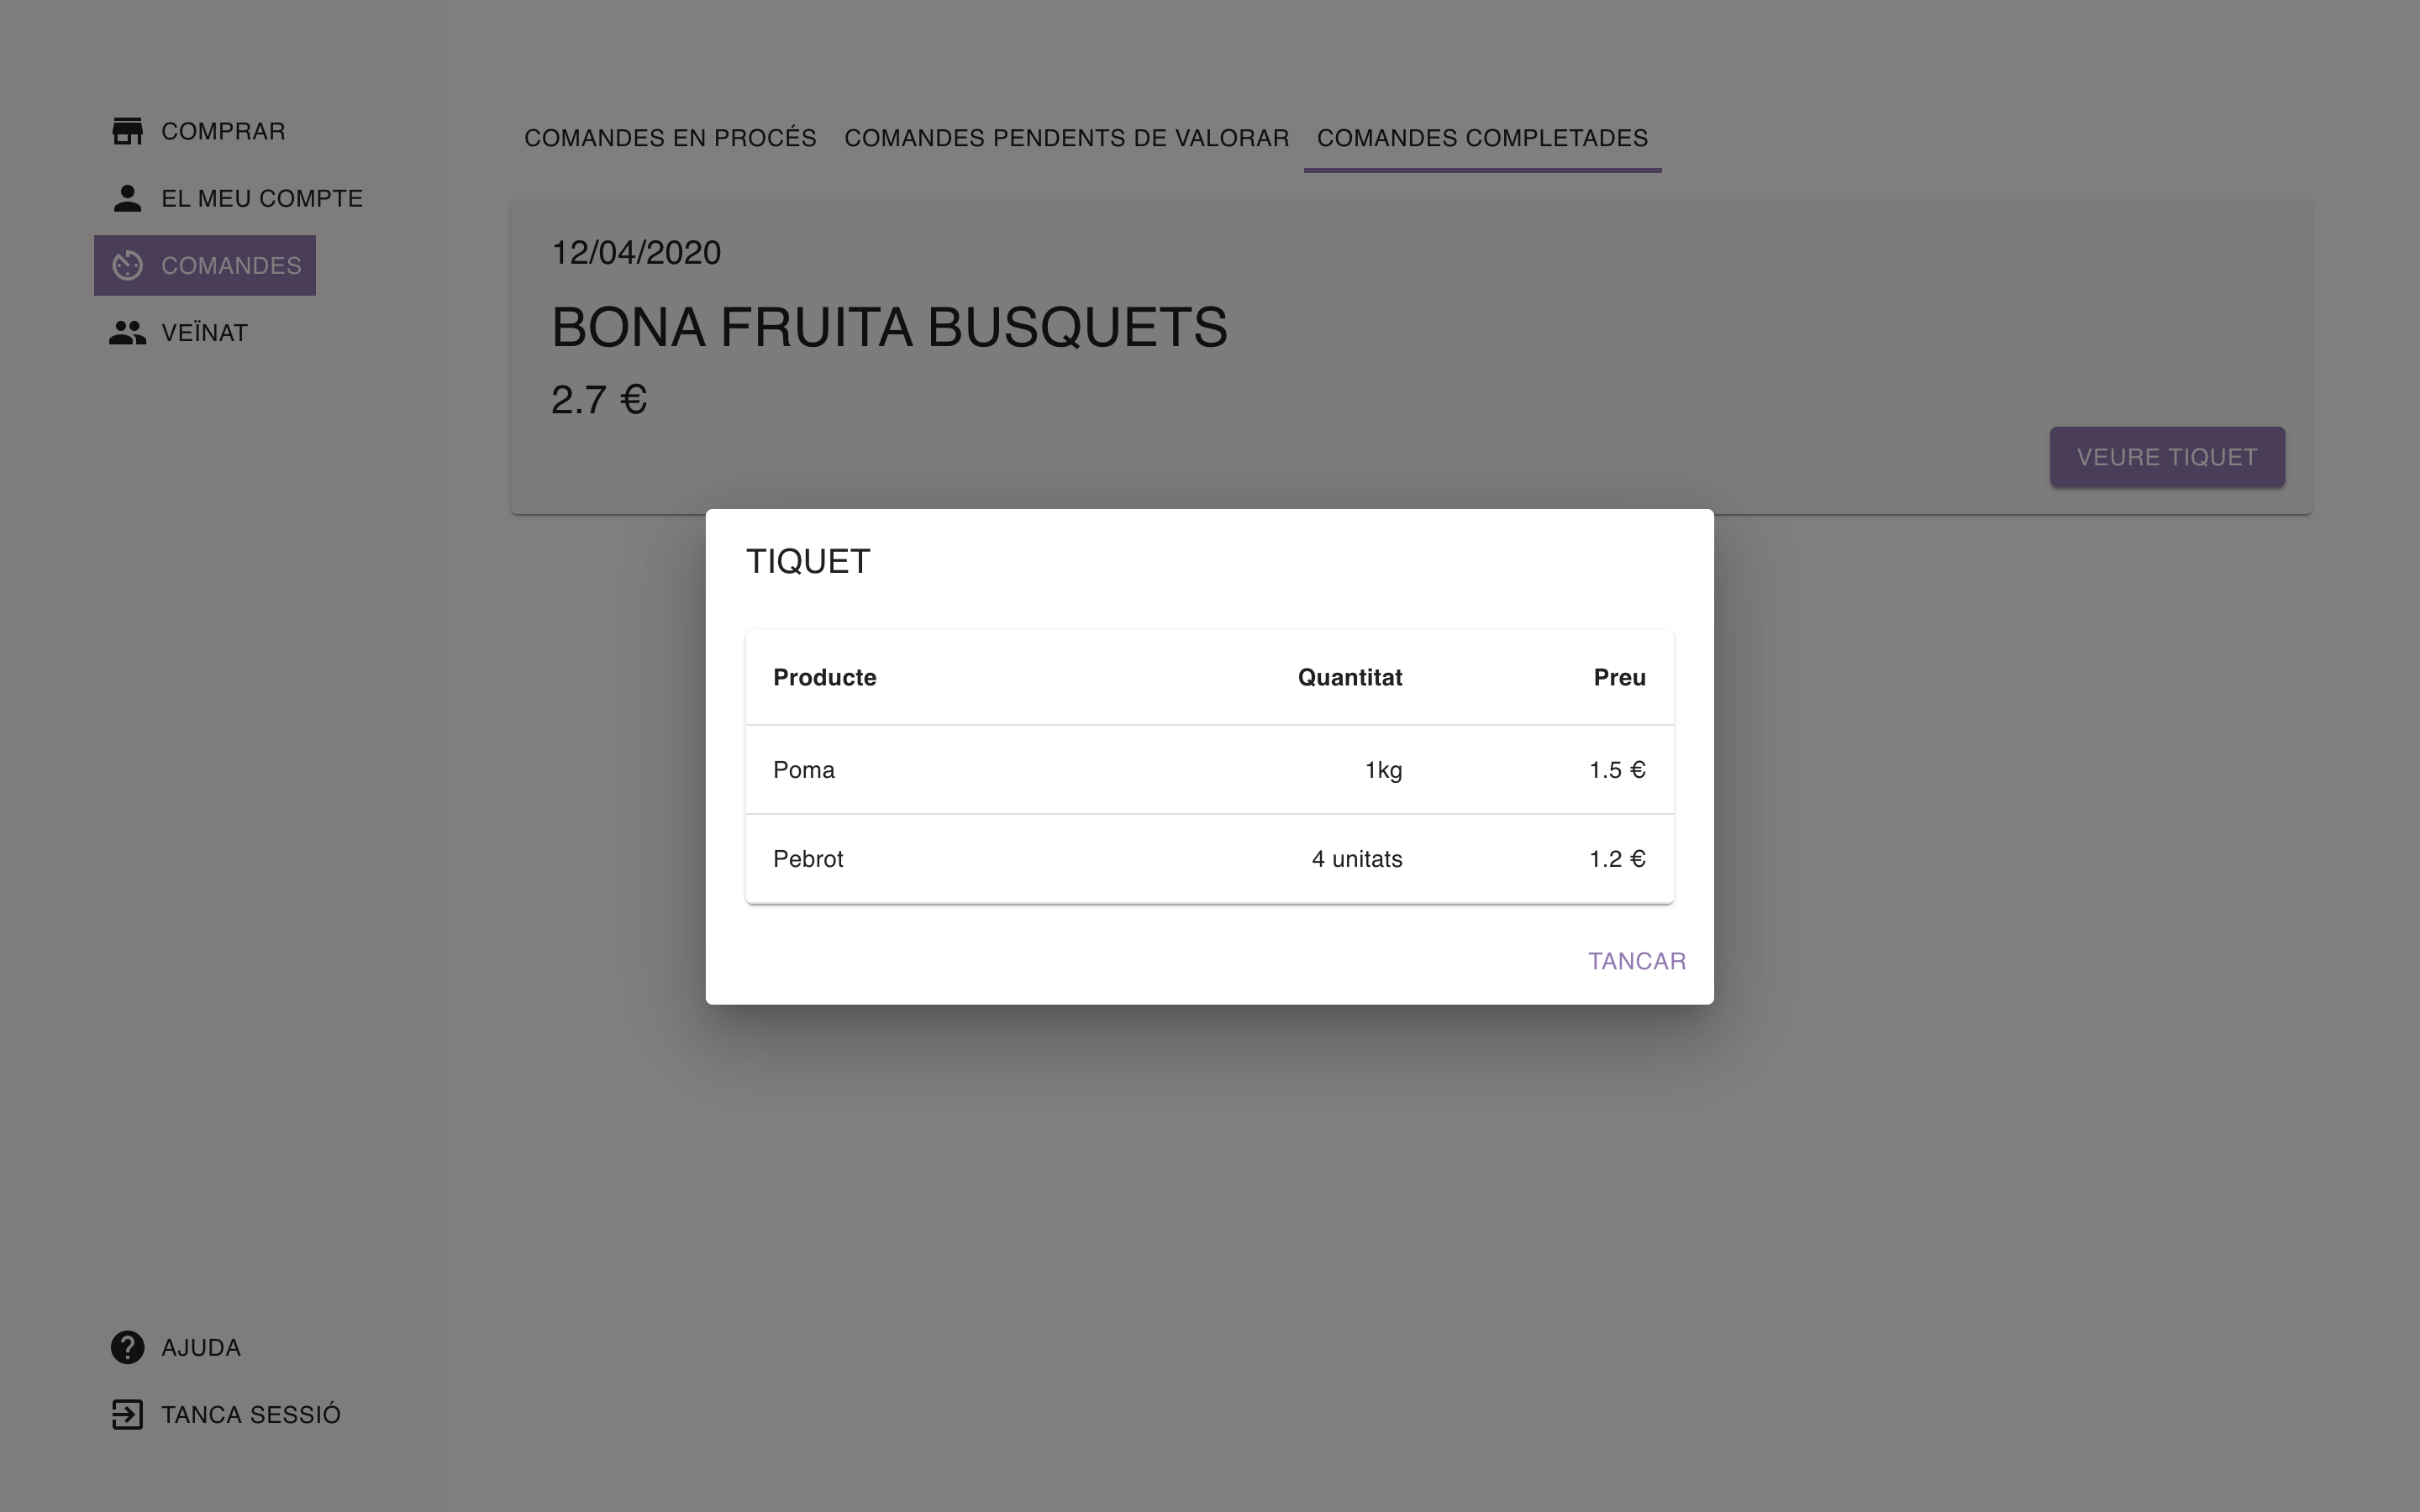 COMPRAR
EL MEU COMPTE
COMANDES
VEÏNAT
AJUDA
TANCA SESSIÓ
COMANDES EN PROCÉS COMANDES PENDENTS DE VALORAR COMANDES COMPLETADES
12/04/2020
BONA FRUITA BUSQUETS
2.7 €
VEURE TIQUET
TIQUET
Producte Quantitat Preu
Poma 1kg 1.5 €
Pebrot 4 unitats 1.2 €
TANCAR